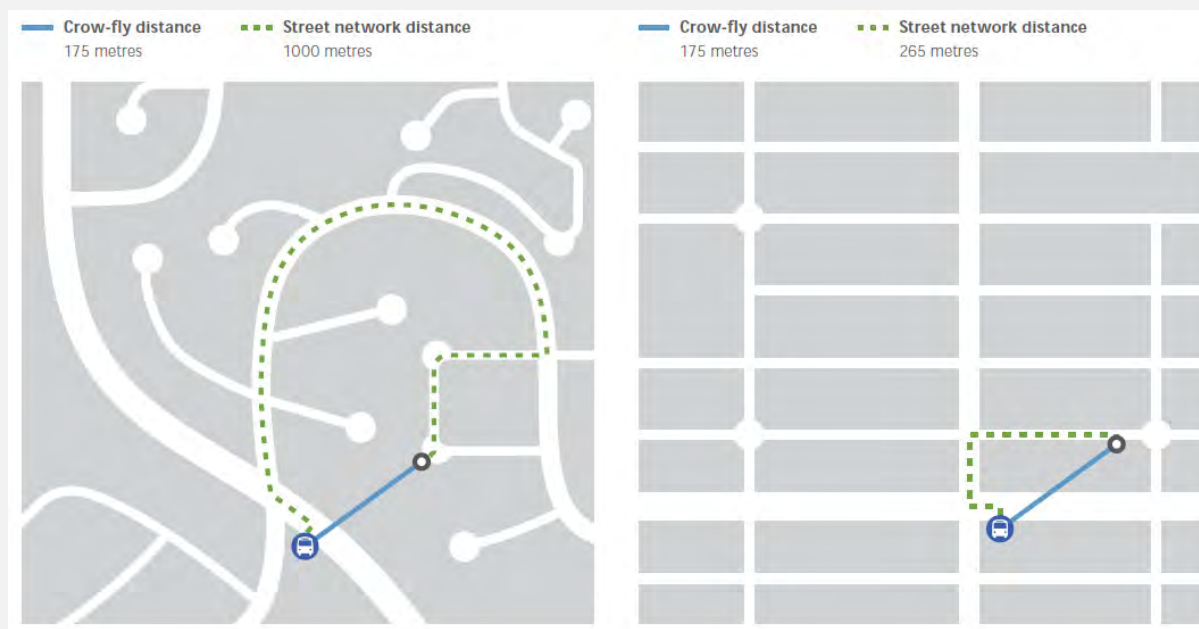 Crow-fly distance
175 metres
Street network distance
1000 metres
Crow-fly distance
175 metres
Street network distance
265 metres